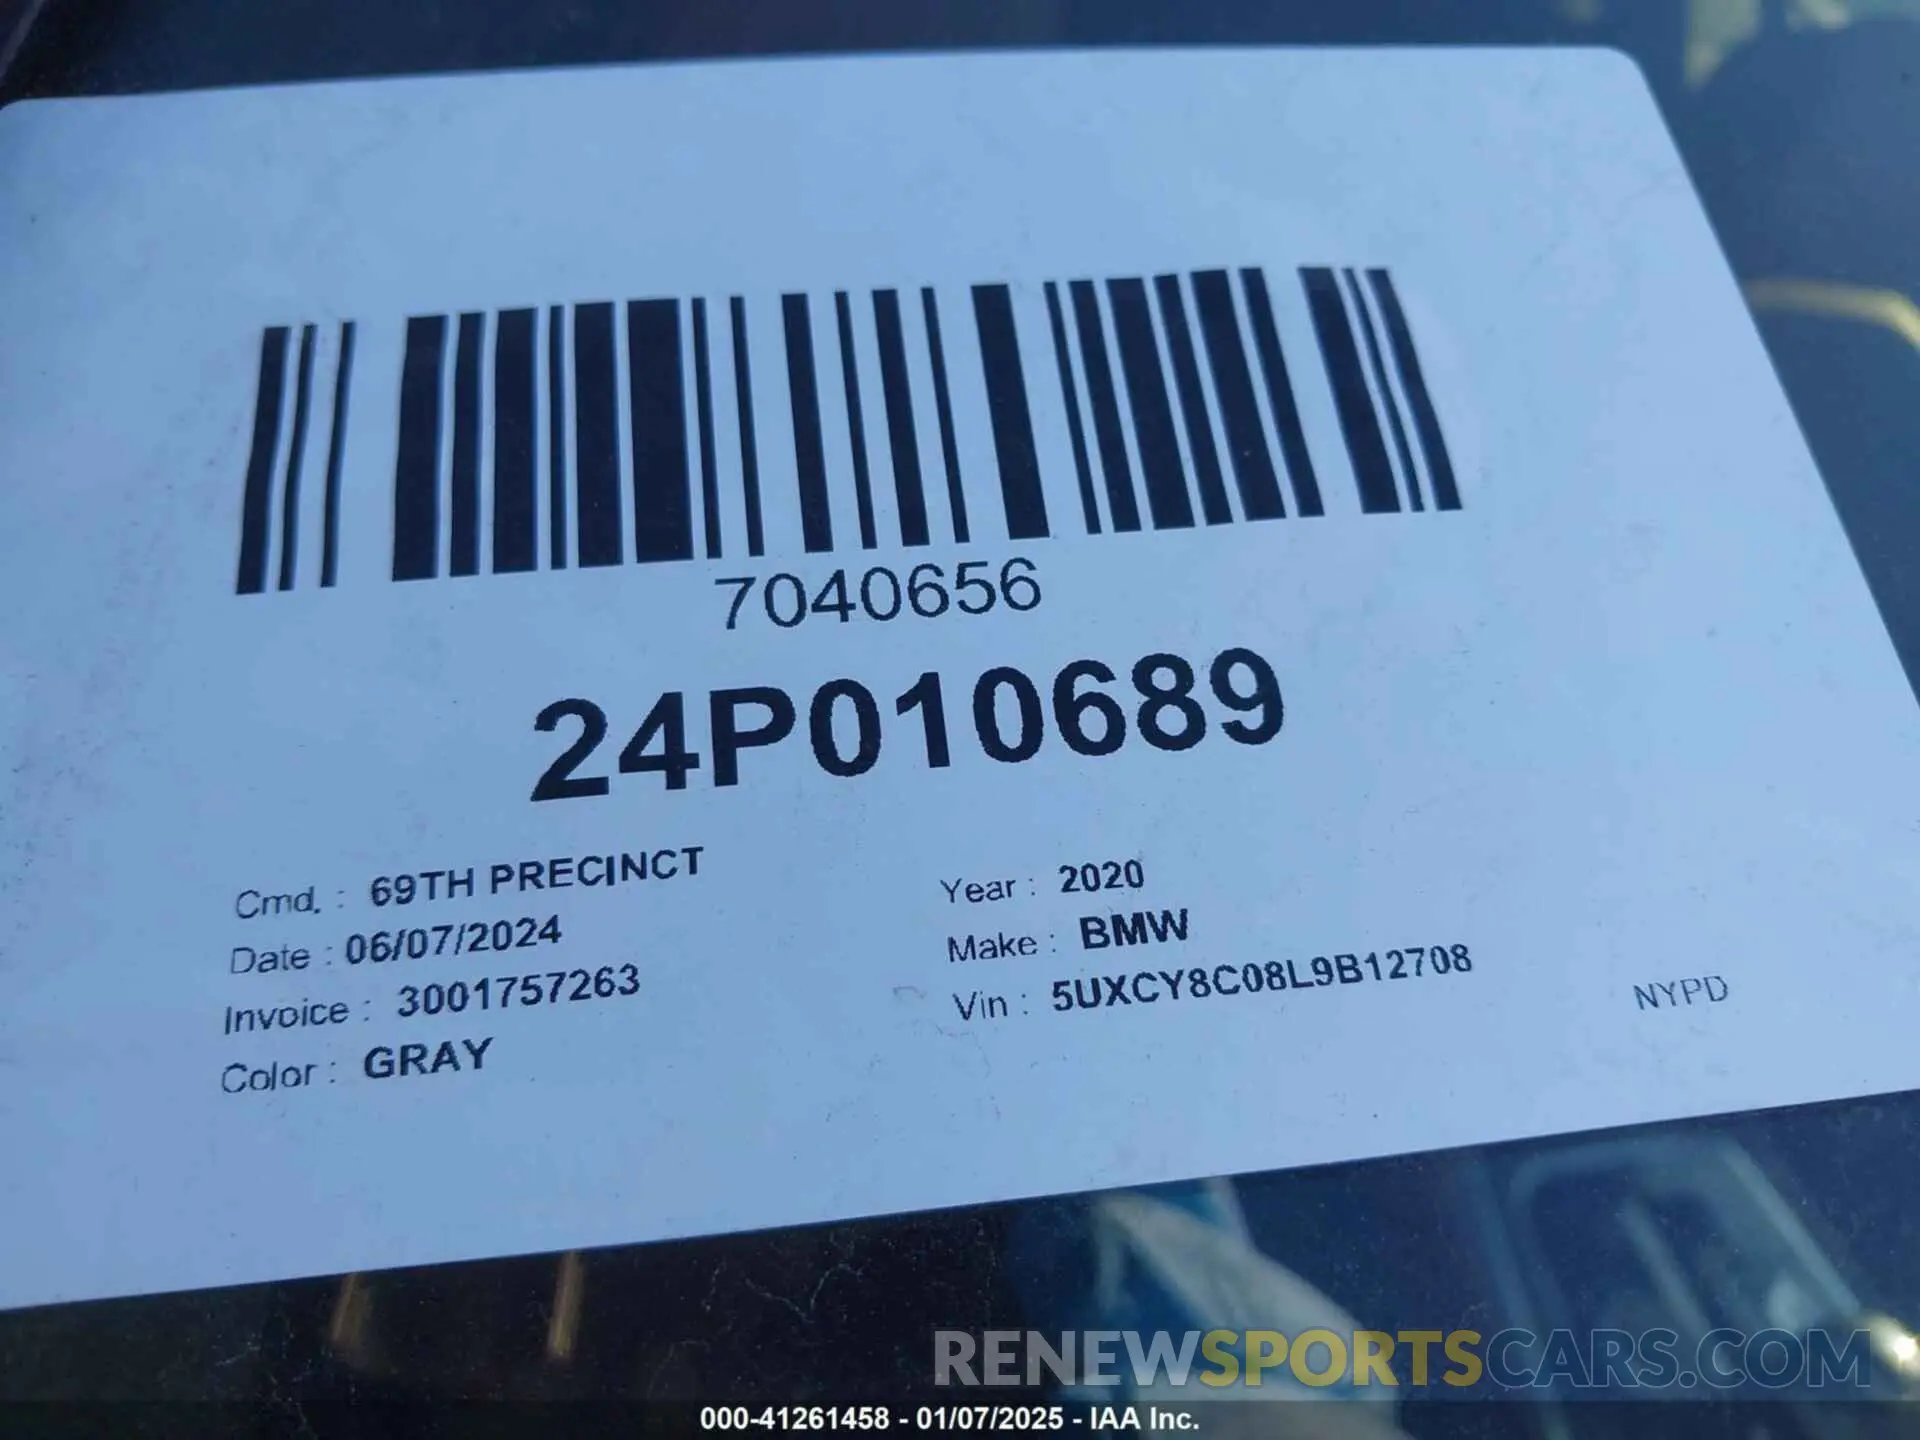 7040656
24P010689
Cmd. : 69TH PRECINCT
Date : 06/07/2024
Invoice : 3001757263
Color : GRAY
Year : 2020
Make : BMW
Vin : 5UXCY8C08L9B12708
NYPD
RENEWSPORTSCARS.COM
000-41261458 - 01/07/2025 - IAA Inc.